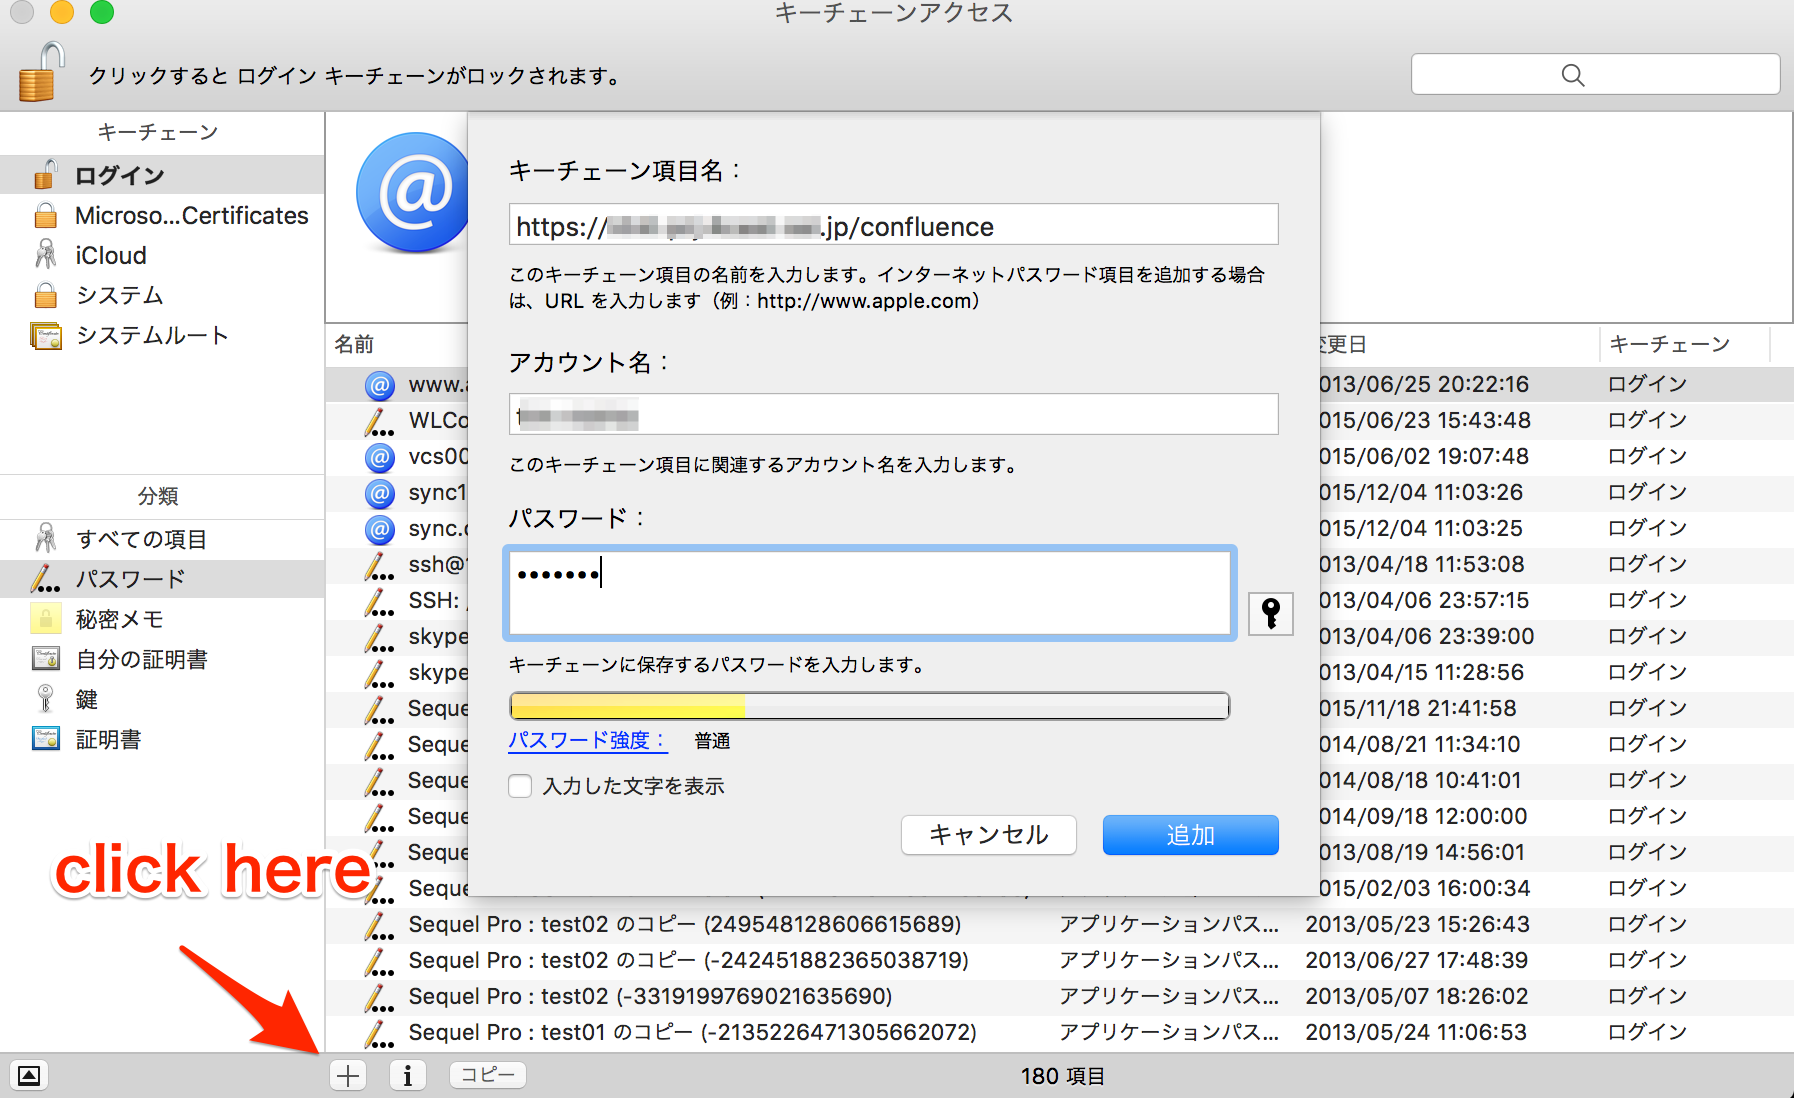 キーチェーンアクセス
クリックすると ログイン キーチェーンがロックされます。
キーチェーン
ログイン
Microso...Certificates
iCloud
システム
システムルート
分類
すべての項目
パスワード
秘密メモ
自分の証明書
鍵
証明書
click here
キーチェーン項目名：
https:// .jp/confluence
このキーチェーン項目の名前を入力します。インターネットパスワード項目を追加する場合
は、URL を入力します（例：http://www.apple.com）
アカウント名：
このキーチェーン項目に関連するアカウント名を入力します。
パスワード：
•••••••
キーチェーンに保存するパスワードを入力します。
パスワード強度： 普通
入力した文字を表示
キャンセル 追加
名前 変更日 キーチェーン
www. 2013/06/25 20:22:16 ログイン
WLCo 2015/06/23 15:43:48 ログイン
vcs00 2015/06/02 19:07:48 ログイン
sync1 2015/12/04 11:03:26 ログイン
sync. 2015/12/04 11:03:25 ログイン
ssh@ 2013/04/18 11:53:08 ログイン
SSH: 2013/04/06 23:57:15 ログイン
skype 2013/04/06 23:39:00 ログイン
skype 2013/04/15 11:28:56 ログイン
Seque 2015/11/18 21:41:58 ログイン
Seque 2014/08/21 11:34:10 ログイン
Seque 2014/08/18 10:41:01 ログイン
Seque 2014/09/18 12:00:00 ログイン
Seque 2013/08/19 14:56:01 ログイン
Seque 2015/02/03 16:00:34 ログイン
Sequel Pro : test02 のコピー (249548128606615689) アプリケーションパス... 2013/05/23 15:26:43 ログイン
Sequel Pro : test02 のコピー (-242451882365038719) アプリケーションパス... 2013/06/27 17:48:39 ログイン
Sequel Pro : test02 (-3319199769021635690) アプリケーションパス... 2013/05/07 18:26:02 ログイン
Sequel Pro : test01 のコピー (-2135226471305662072) アプリケーションパス... 2013/05/24 11:06:53 ログイン
コピー
180 項目